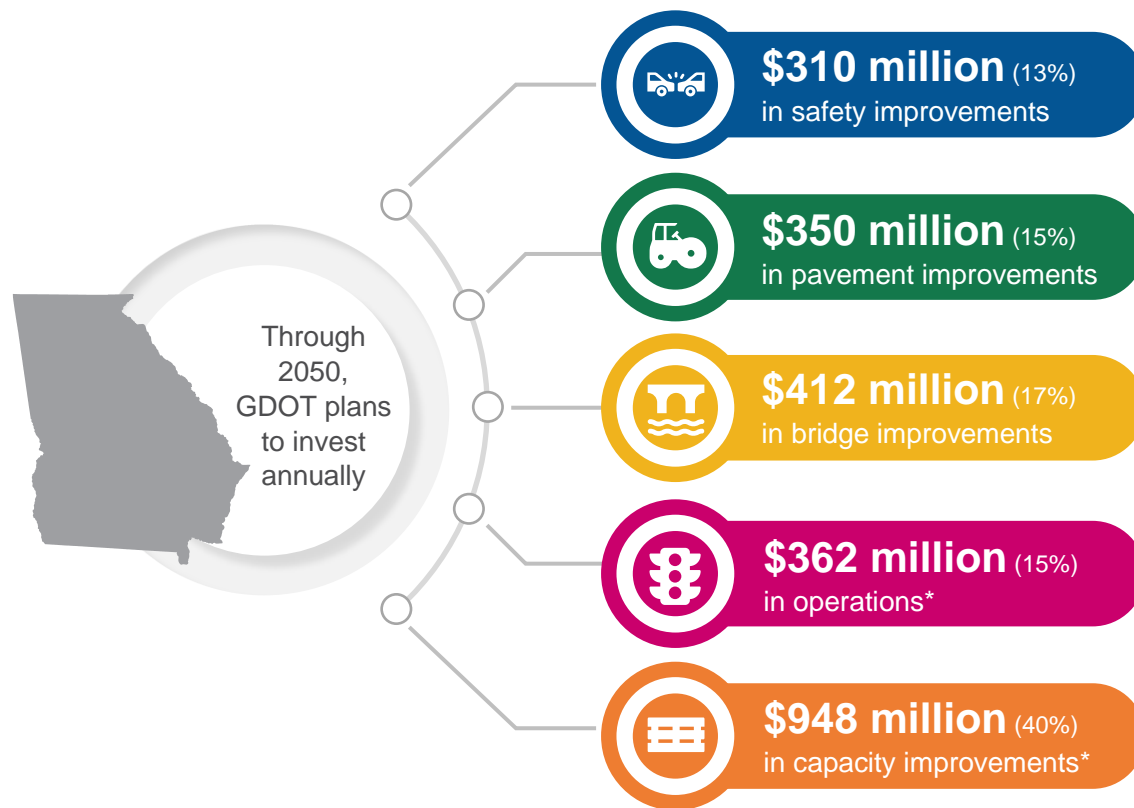 Through
2050,
GDOT plans
to invest
annually
$310 million (13%)
in safety improvements
$350 million (15%)
in pavement improvements
$412 million (17%)
in bridge improvements
$362 million (15%)
in operations*
$948 million (40%)
in capacity improvements*